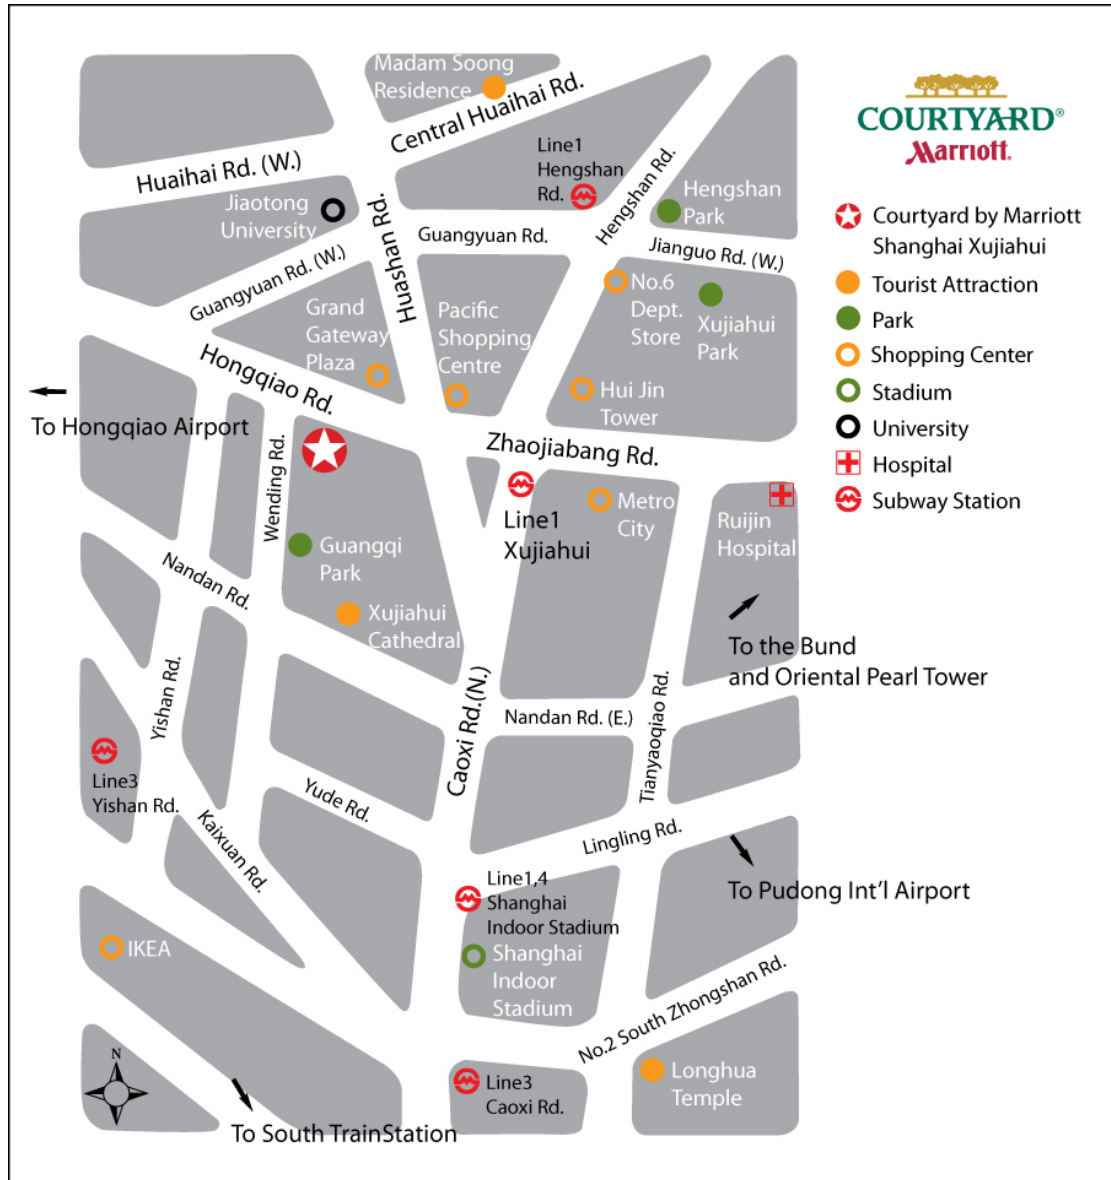 Madam Soong
Residence
Central Huaihai Rd.
Huaihai Rd. (W.)
Line1
Hengshan
Rd.
Hengshan Rd.
Hengshan
Park
Jiaotong
University
Huashan Rd.
Guangyuan Rd.
Jianguo Rd. (W.)
Guangyuan Rd. (W.)
Grand
Gateway
Plaza
Pacific
Shopping
Centre
No.6
Dept.
Store
Xujiahui
Park
Hongqiao Rd.
Hui Jin
Tower
To Hongqiao Airport
Zhaojiabang Rd.
Wending Rd.
Line1
Xujiahui
Metro
City
Ruijin
Hospital
Guangqi
Park
Nandan Rd.
Xujiahui
Cathedral
To the Bund
and Oriental Pearl Tower
Yishan Rd.
Caoxi Rd.(N.)
Nandan Rd. (E.)
Tianyaoqiao Rd.
Line3
Yishan Rd.
Yude Rd.
Kaixuan Rd.
Lingling Rd.
Line1,4
Shanghai
Indoor Stadium
To Pudong Int'l Airport
IKEA
Shanghai
Indoor
Stadium
No.2 South Zhongshan Rd.
N
Line3
Caoxi Rd.
Longhua
Temple
To South TrainStation
COURTYARD®
Marriott.
Courtyard by Marriott
Shanghai Xujiahui
Tourist Attraction
Park
Shopping Center
Stadium
University
Hospital
Subway Station